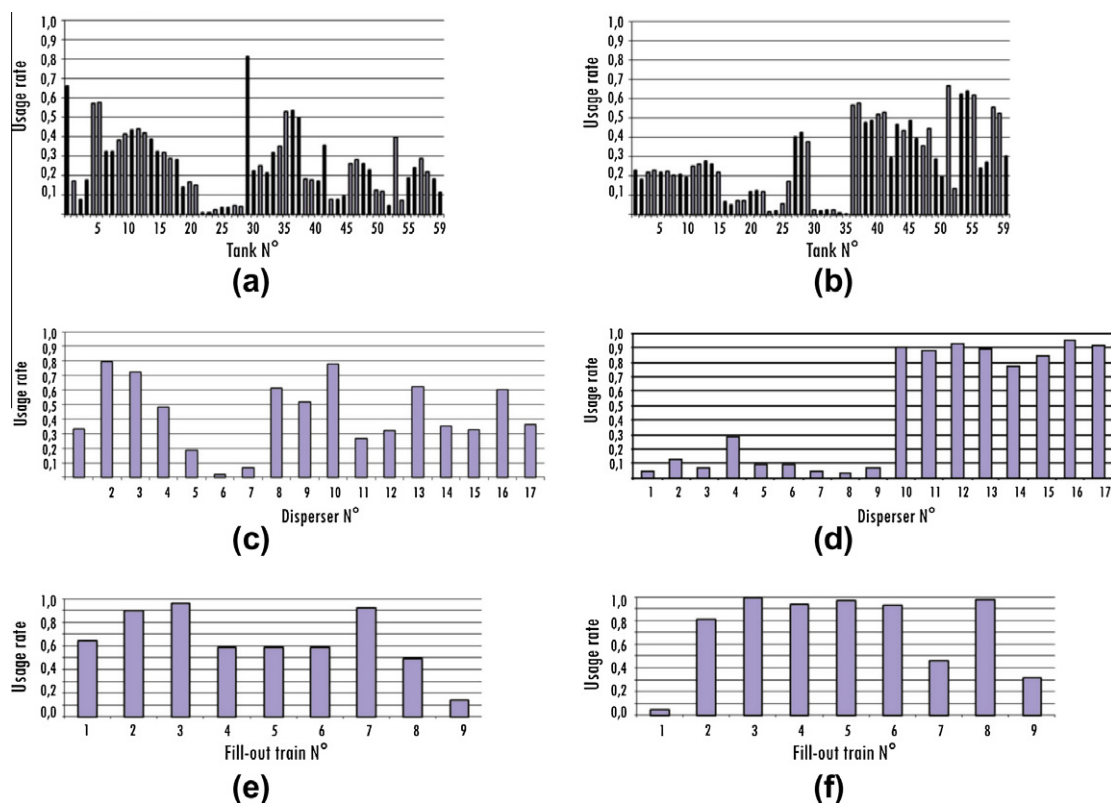 Usage rate
1,0
0,9
0,8
0,7
0,6
0,5
0,4
0,3
0,2
0,1
5 10 15 20 25 30 35 40 45 50 55 59
Tank N°
(a)
Usage rate
1,0
0,9
0,8
0,7
0,6
0,5
0,4
0,3
0,2
0,1
5 10 15 20 25 30 35 40 45 50 55 59
Tank N°
(b)
Usage rate
1,0
0,9
0,8
0,7
0,6
0,5
0,4
0,3
0,2
0,1
2 3 4 5 6 7 8 9 10 11 12 13 14 15 16 17
Disperser N°
(c)
Usage rate
1,0
0,9
0,8
0,7
0,6
0,5
0,4
0,3
0,2
0,1
1 2 3 4 5 6 7 8 9 10 11 12 13 14 15 16 17
Disperser N°
(d)
Usage rate
1,0
0,8
0,6
0,4
0,2
0,0
1 2 3 4 5 6 7 8 9
Fill-out train N°
(e)
Usage rate
1,0
0,8
0,6
0,4
0,2
0,0
1 2 3 4 5 6 7 8 9
Fill-out train N°
(f)